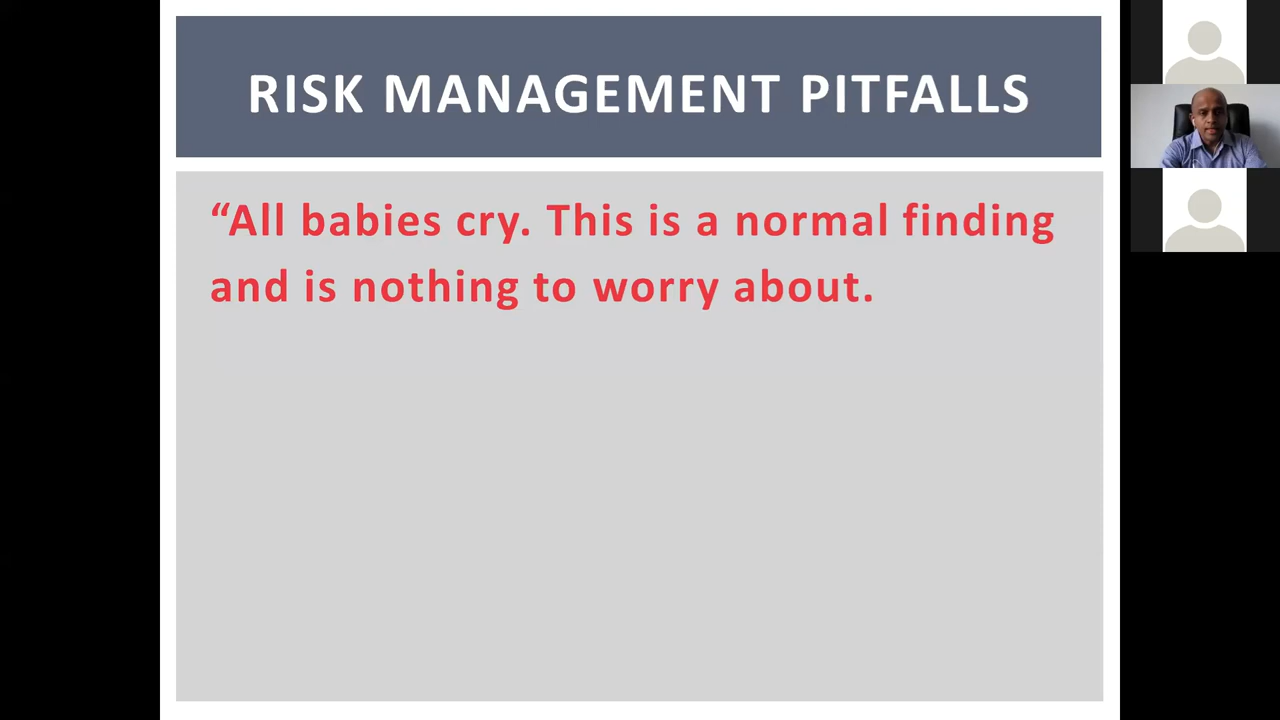 RISK MANAGEMENT PITFALLS
“All babies cry. This is a normal finding
and is nothing to worry about.